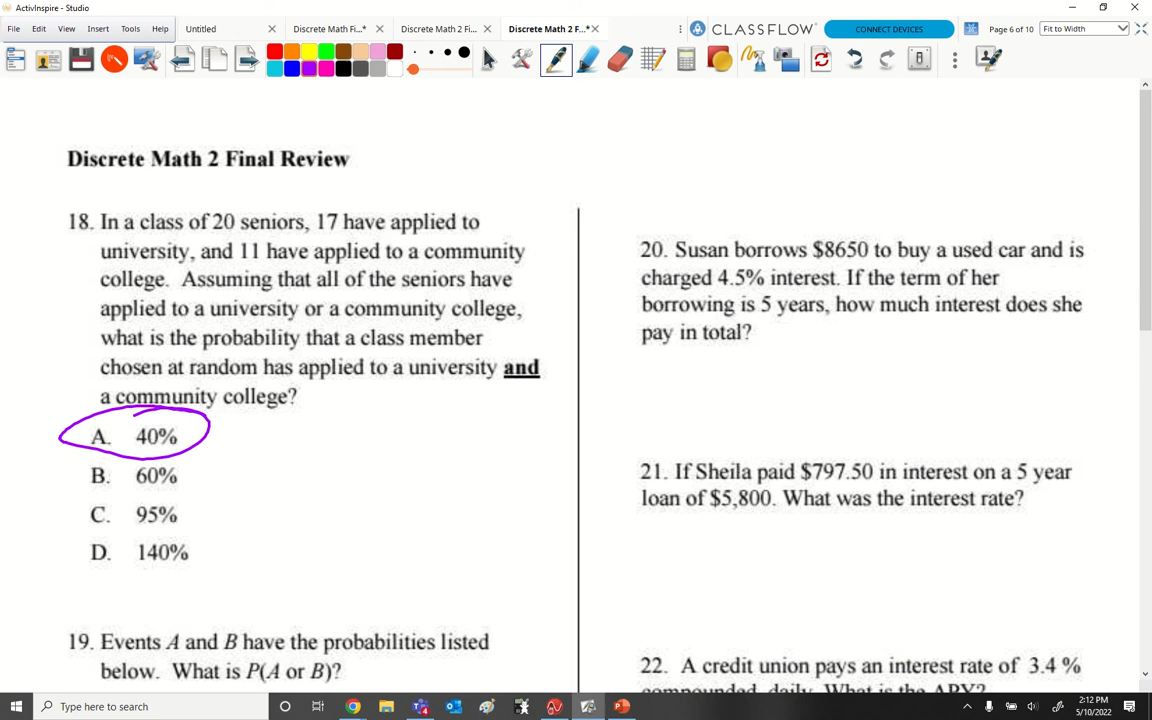 ActivInspire - Studio
File Edit View Insert Tools Help
Untitled
Discrete Math Fi...*
Discrete Math 2 Fi...
Discrete Math 2 F...*
CLASSFLOW
CONNECT DEVICES
Page 6 of 10
Fit to Width
Discrete Math 2 Final Review
18. In a class of 20 seniors, 17 have applied to
university, and 11 have applied to a community
college. Assuming that all of the seniors have
applied to a university or a community college,
what is the probability that a class member
chosen at random has applied to a university and
a community college?
A. 40%
B. 60%
C. 95%
D. 140%
19. Events A and B have the probabilities listed
below. What is P(A or B)?
20. Susan borrows $8650 to buy a used car and is
charged 4.5% interest. If the term of her
borrowing is 5 years, how much interest does she
pay in total?
21. If Sheila paid $797.50 in interest on a 5 year
loan of $5,800. What was the interest rate?
22. A credit union pays an interest rate of 3.4 %
compounded daily. What is the APY?
Type here to search
2:12 PM
5/10/2022